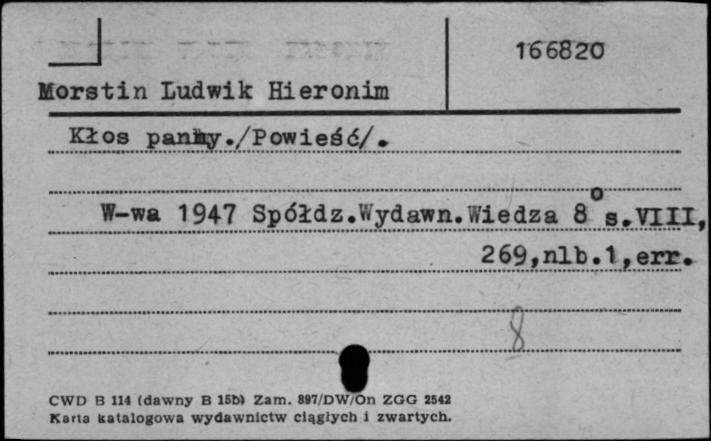 166820
Morstin Ludwik Hieronim
Kłos panny./Powieść/.
W-wa 1947 Spółdz.Wydawn.Wiedza 8° s.VIII,
269,nlb.1,err.
8
CWD B 114 (dawny B 15b) Zam. 897/DW/On ZGG 2542
Karta katalogowa wydawnictw ciągłych i zwartych.